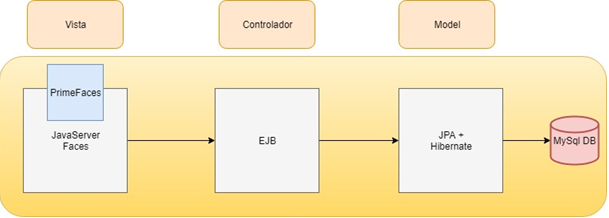 Vista
Controlador
Model
PrimeFaces
JavaServer
Faces
EJB
JPA +
Hibernate
MySql DB